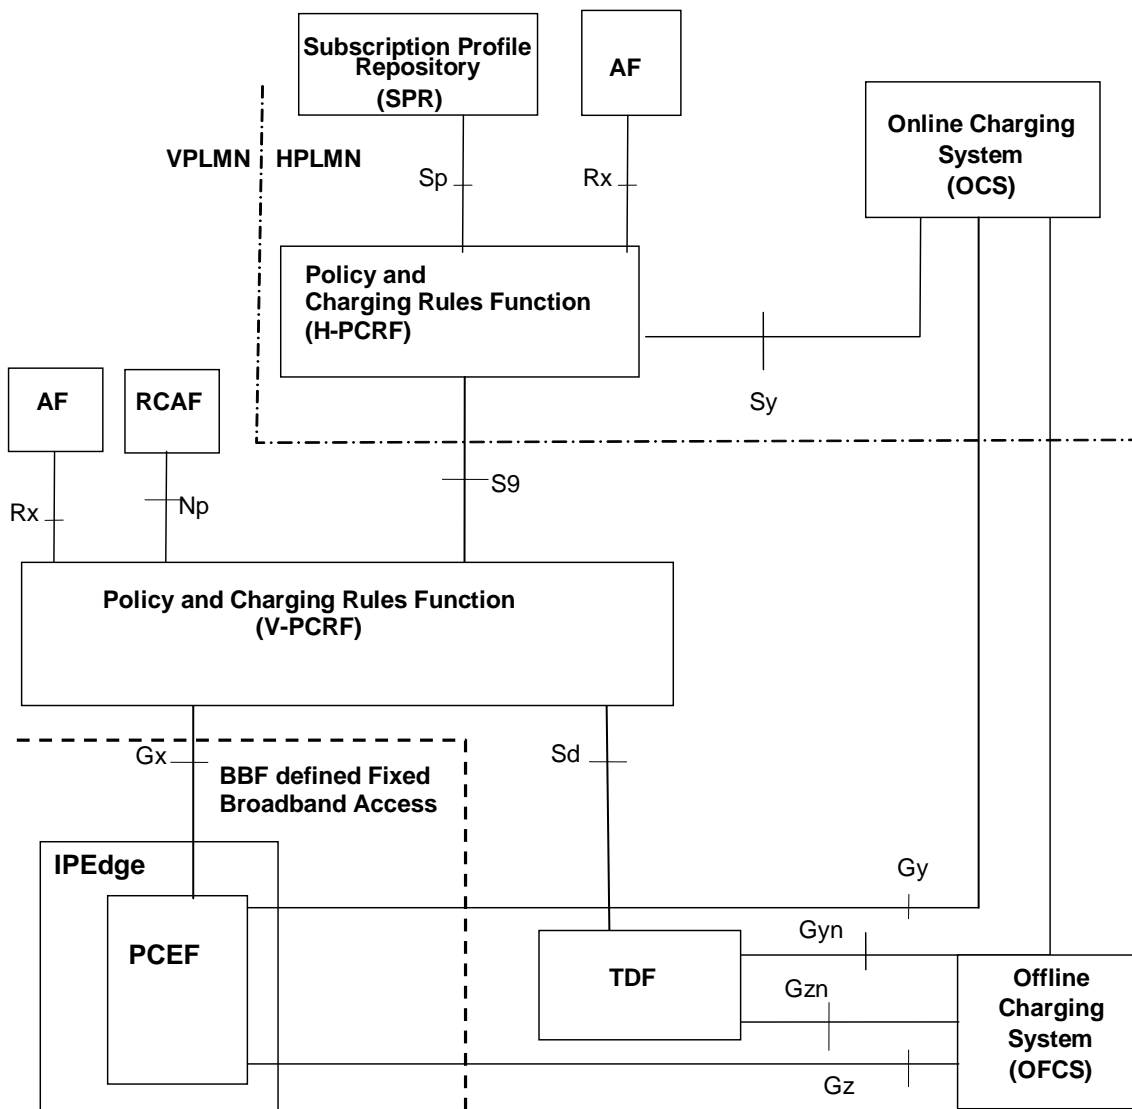 Subscription Profile
Repository
(SPR)
AF
Online Charging
System
(OCS)
VPLMN HPLMN
Sp
Rx
Policy and
Charging Rules Function
(H-PCRF)
Sy
AF
RCAF
S9
Rx
Np
Policy and Charging Rules Function
(V-PCRF)
Gx
Sd
BBF defined Fixed
Broadband Access
IPEdge
PCEF
Gy
Gyn
TDF
Gzn
Offline
Charging
System
(OFCS)
Gz